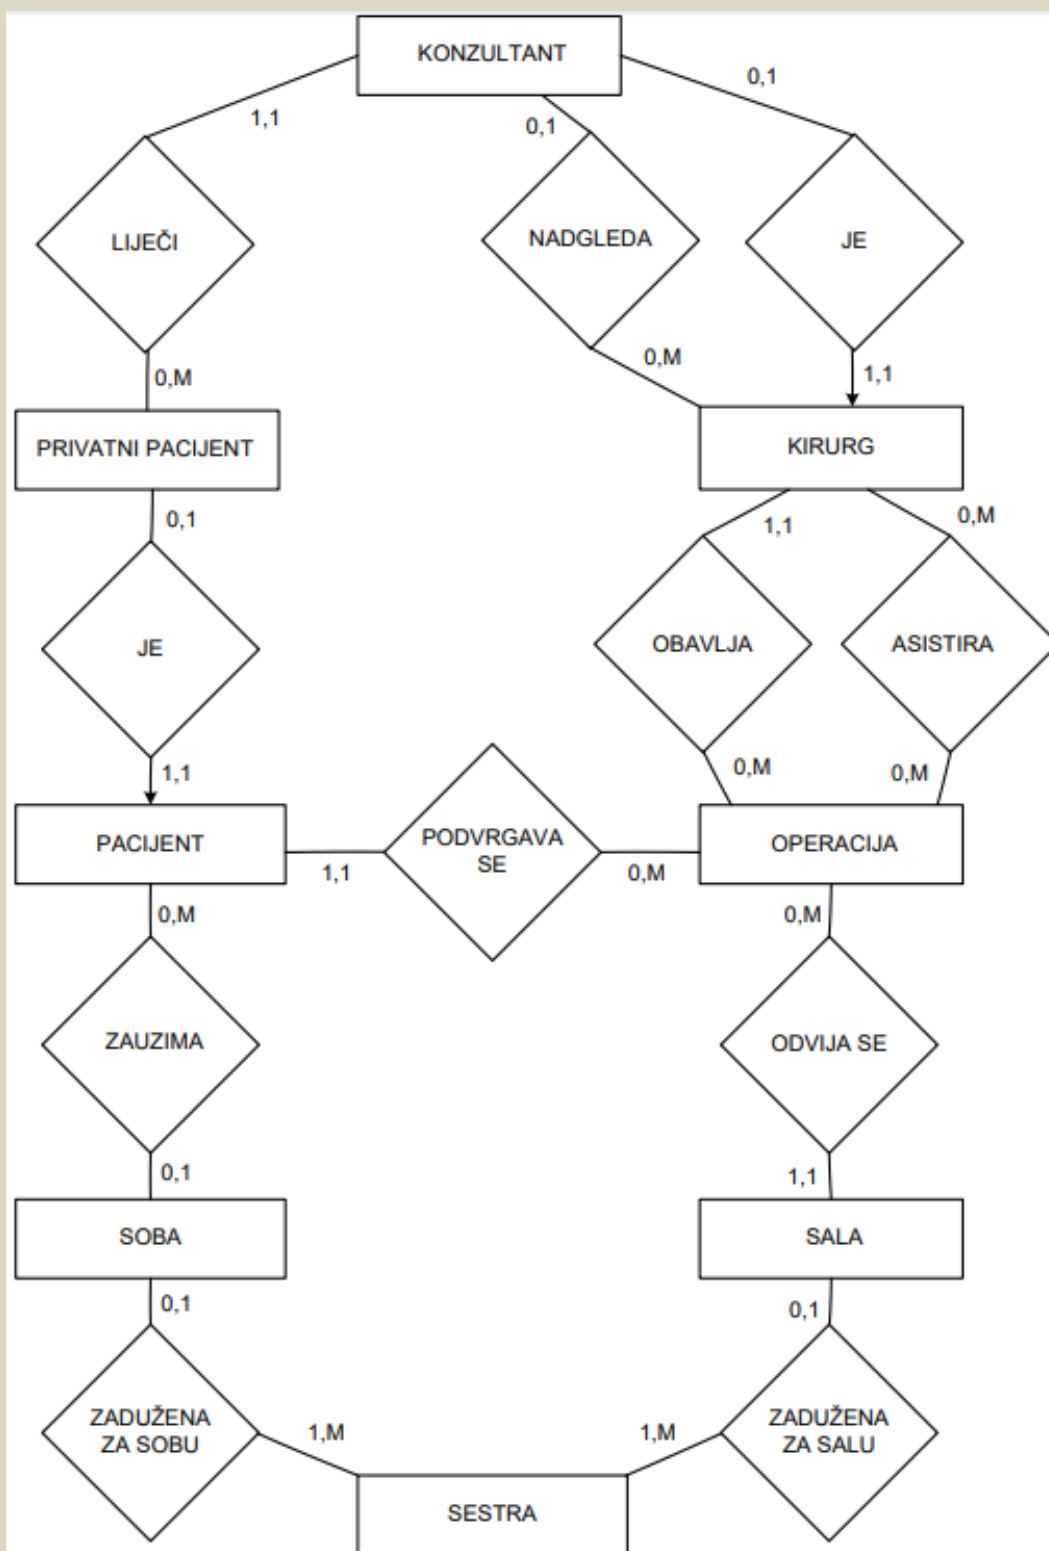 KONZULTANT
0,1
1,1
0,1
LIJEČI
NADGLEDA
JE
0,M
0,M
1,1
PRIVATNI PACIJENT
KIRURG
0,1
1,1
0,M
JE
OBAVLJA
ASISTIRA
1,1
0,M
0,M
PACIJENT
PODVRGAVA
SE
OPERACIJA
1,1
0,M
0,M
0,M
ZAUZIMA
ODVIJA SE
0,1
1,1
SOBA
SALA
0,1
0,1
ZADUŽENA
ZA SOBU
ZADUŽENA
ZA SALU
1,M
1,M
SESTRA